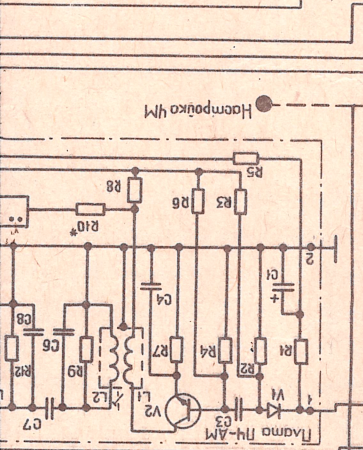 Плата ПЧ-АМ
C3
C7
1
V1
V2
R1
R2
R4
R7
L1
L2
R9
R12
C6
C8
C1
+
C4
2
R10*
R3
R6
R8
R5
Настройка ЧМ